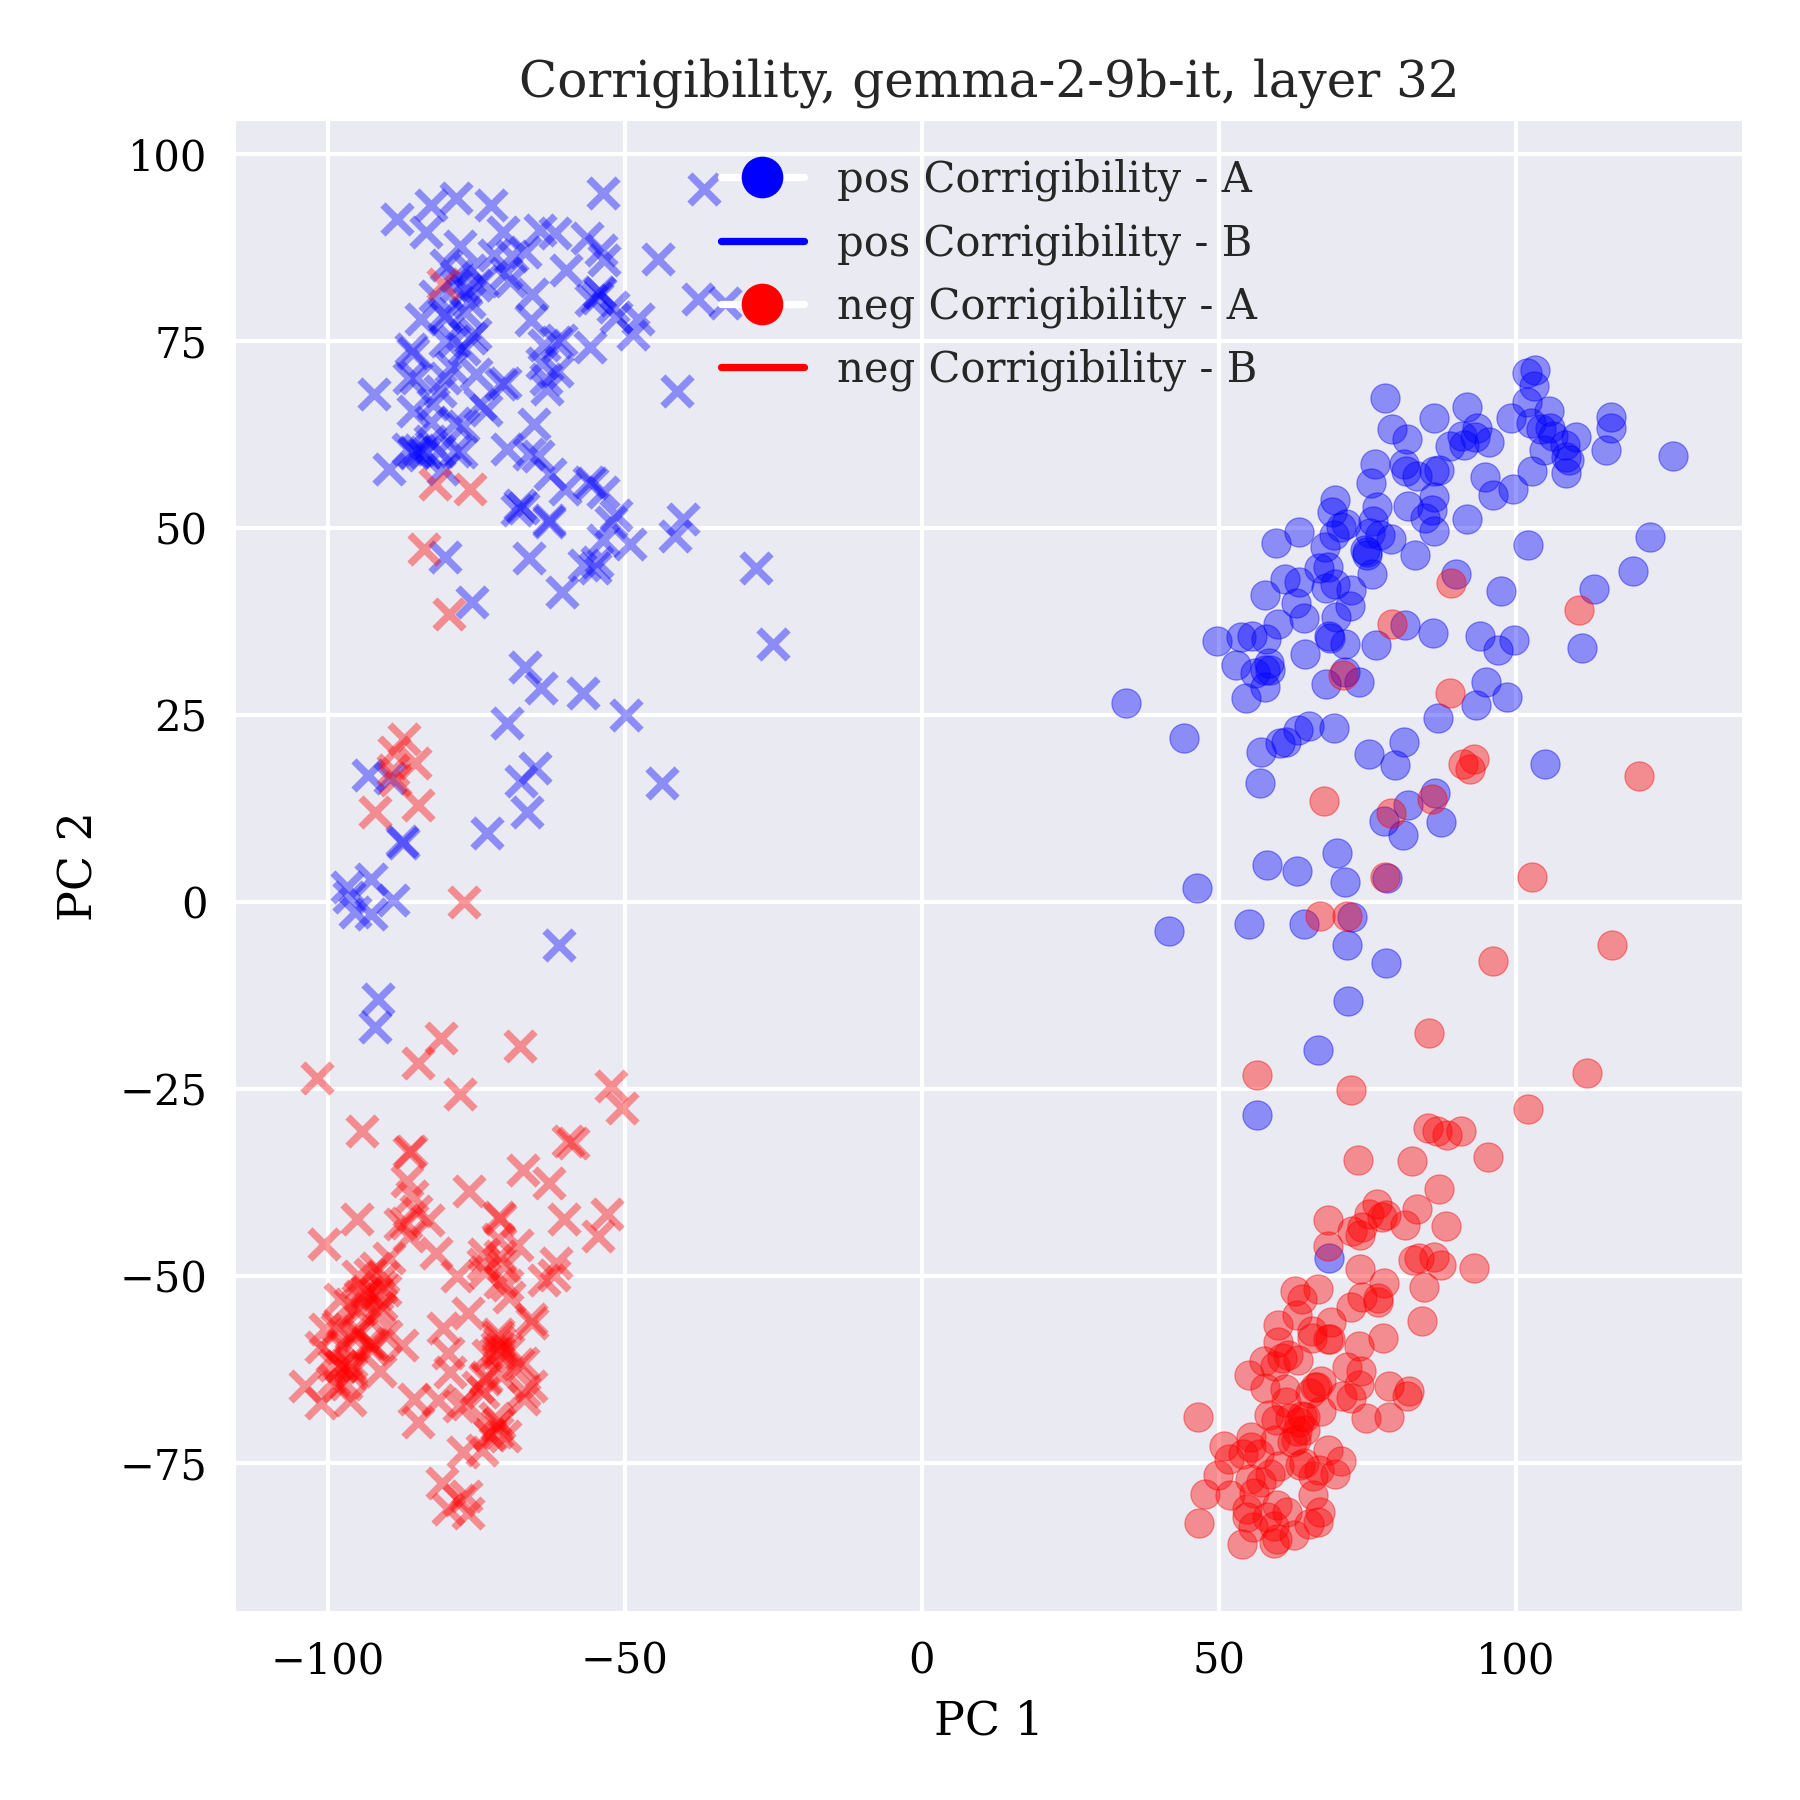 Corrigibility, gemma-2-9b-it, layer 32
pos Corrigibility - A
pos Corrigibility - B
neg Corrigibility - A
neg Corrigibility - B
100
75
50
25
0
−25
−50
−75
PC 2
−100
−50
0
50
100
PC 1